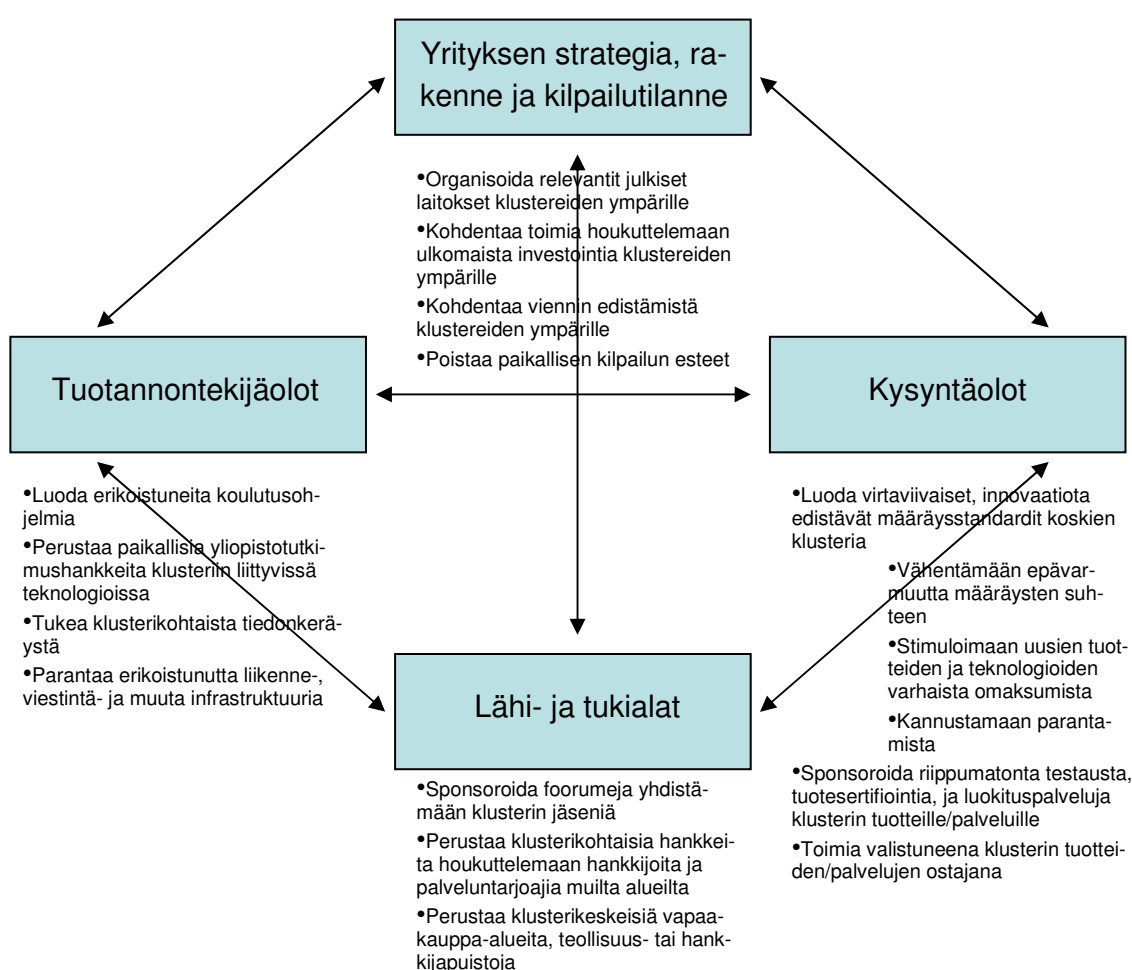 Yrityksen strategia, ra-
kenne ja kilpailutilanne
•Organisoida relevantit julkiset
laitokset klustereiden ympärille
•Kohdentaa toimia houkuttelemaan
ulkomaista investointia klustereiden
ympärille
•Kohdentaa viennin edistämistä
klustereiden ympärille
•Poistaa paikallisen kilpailun esteet
Tuotannontekijäolot
•Luoda erikoistuneita koulutusoh-
jelmia
•Perustaa paikallisia yliopistotutki-
mushankkeita klusteriin liittyvissä
teknologioissa
•Tukea klusterikohtaista tiedonkerä-
ystä
•Parantaa erikoistunutta liikenne-,
viestintä- ja muuta infrastruktuuria
Kysyntäolot
•Luoda virtaviivaiset, innovaatiota
edistävät määräysstandardit koskien
klusteria
•Vähentämään epävar-
muutta määräysten suh-
teen
•Stimuloimaan uusien tuot-
teiden ja teknologioiden
varhaista omaksumista
•Kannustamaan paranta-
mista
•Sponsoroida riippumatonta testausta,
tuotesertifiointia, ja luokituspalveluja
klusterin tuotteille/palveluille
•Toimia valistuneena klusterin tuottei-
den/palvelujen ostajana
Lähi- ja tukialat
•Sponsoroida foorumeja yhdistä-
mään klusterin jäseniä
•Perustaa klusterikohtaisia hankkei-
ta houkuttelemaan hankkijoita ja
palveluntarjoajia muilta alueilta
•Perustaa klusterikeskeisiä vapaa-
kauppa-alueita, teollisuus- tai hank-
kijapuistoja